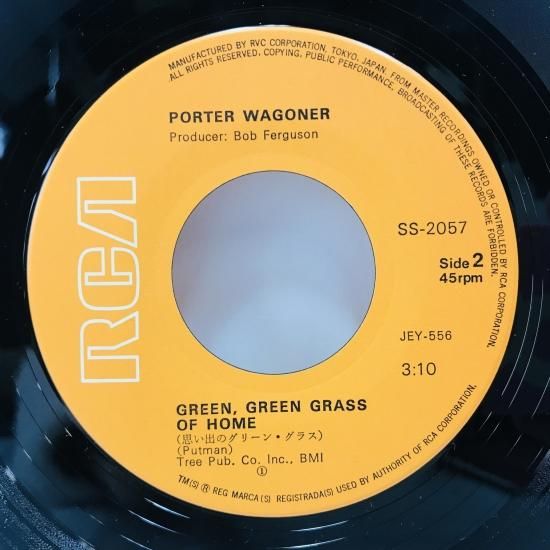 MANUFACTURED BY RVC CORPORATION, TOKYO, JAPAN. FROM MASTER RECORDINGS OWNED OR CONTROLLED BY RCA CORPORATION.
ALL RIGHTS RESERVED. COPYING, PUBLIC PERFORMANCE, BROADCASTING OF THESE RECORDS ARE FORBIDDEN.
PORTER WAGONER
Producer: Bob Ferguson
RCA
SS-2057
Side 2
45rpm
JEY-556
3:10
GREEN, GREEN GRASS
OF HOME
(思い出のグリーン・グラス)
(Putman)
Tree Pub. Co. Inc., BMI
Ⓘ
TM(S) ® REG MARCA(S) REGISTRADA(S) USED BY AUTHORITY OF RCA CORPORATION.